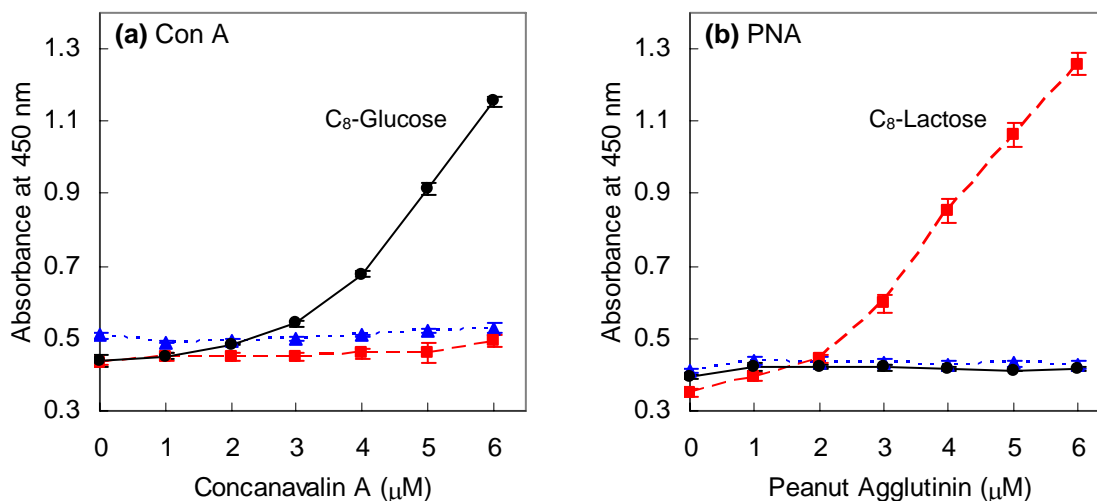 (a) Con A
C₈-Glucose
Absorbance at 450 nm
1.3
1.1
0.9
0.7
0.5
0.3
0 1 2 3 4 5 6
Concanavalin A (μM)
(b) PNA
C₈-Lactose
Absorbance at 450 nm
1.3
1.1
0.9
0.7
0.5
0.3
0 1 2 3 4 5 6
Peanut Agglutinin (μM)